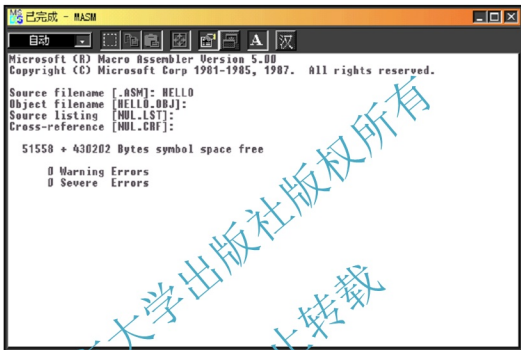 已完成 - MASM
自动
A 汉
Microsoft (R) Macro Assembler Version 5.00
Copyright (C) Microsoft Corp 1981-1985, 1987.  All rights reserved.
Source filename [.ASM]: HELLO
Object filename [HELLO.OBJ]:
Source listing  [NUL.LST]:
Cross-reference [NUL.CRF]:
51558 + 430202 Bytes symbol space free
0 Warning Errors
0 Severe  Errors
大学出版社版权所有
止转载